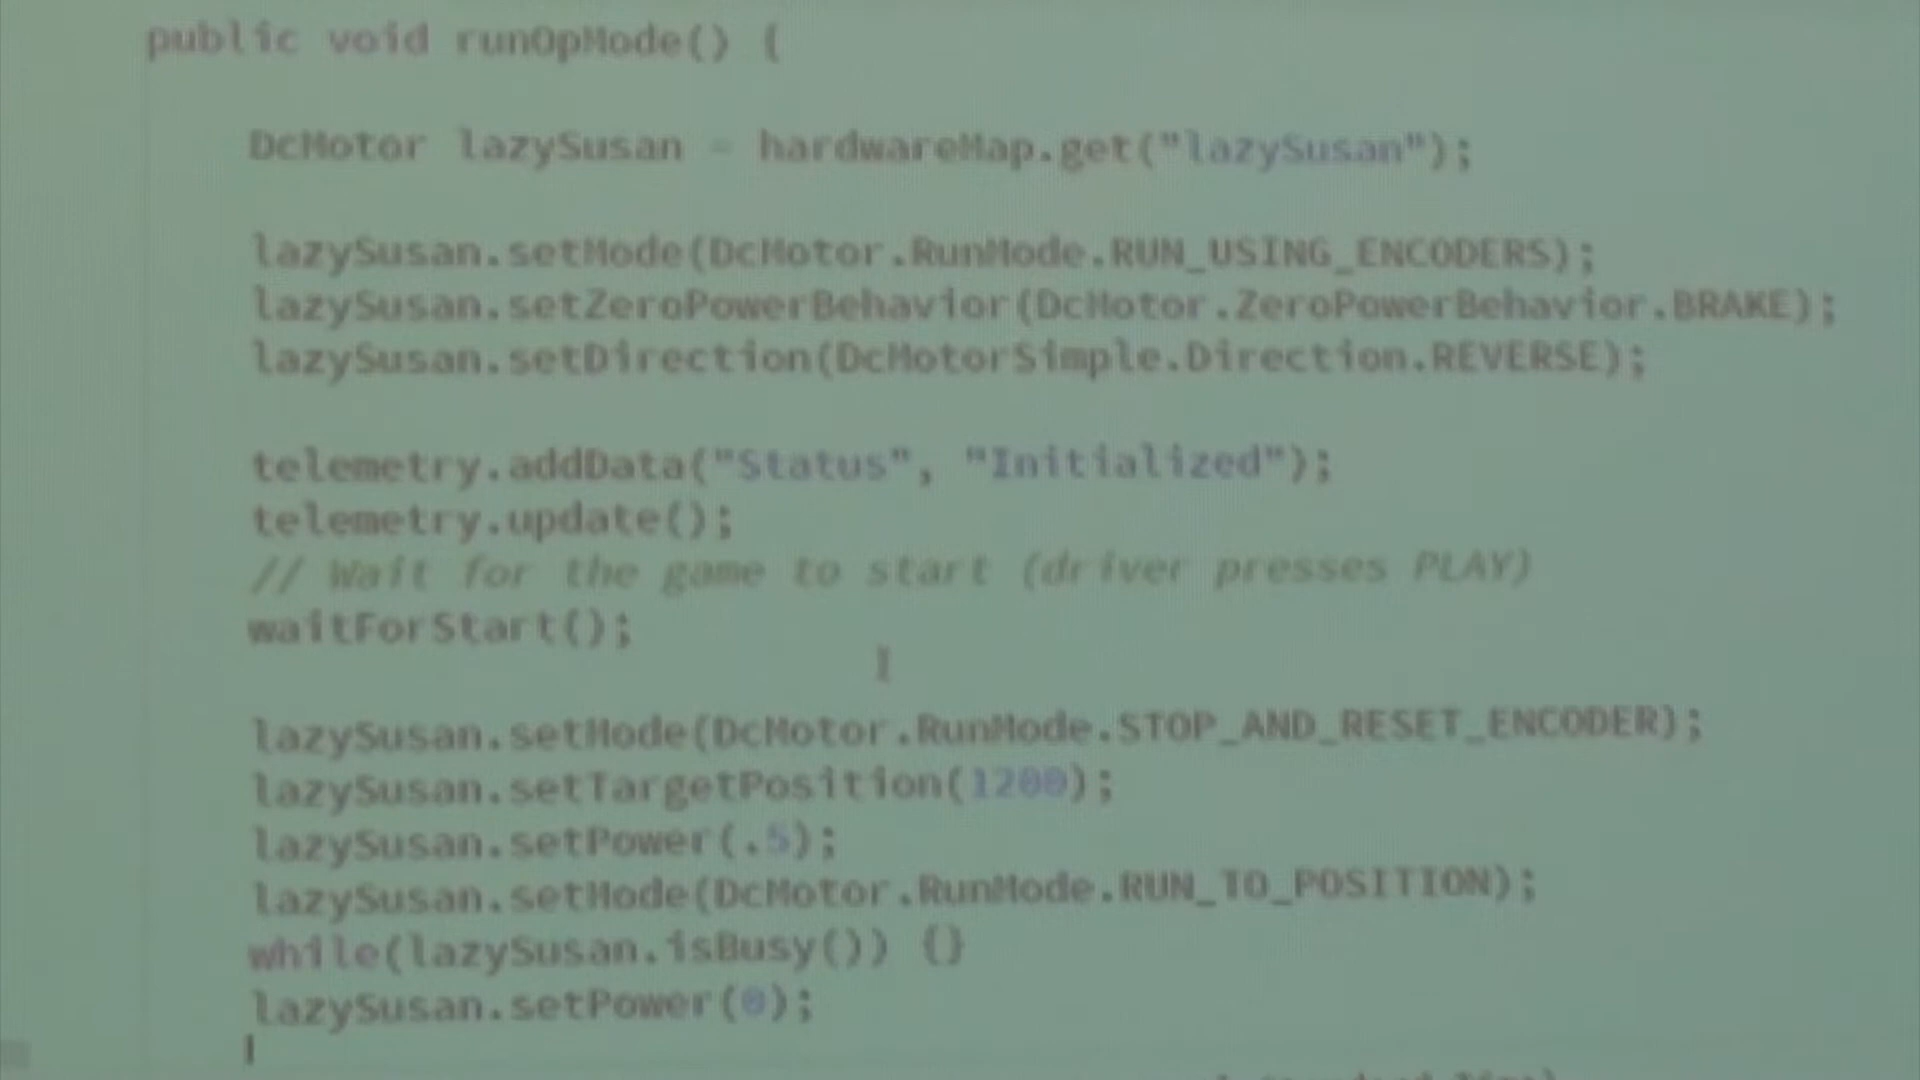 public void runOpMode() {
DcMotor lazySusan = hardwareMap.get("lazySusan");
lazySusan.setMode(DcMotor.RunMode.RUN_USING_ENCODERS);
lazySusan.setZeroPowerBehavior(DcMotor.ZeroPowerBehavior.BRAKE);
lazySusan.setDirection(DcMotorSimple.Direction.REVERSE);
telemetry.addData("Status", "Initialized");
telemetry.update();
// Wait for the game to start (driver presses PLAY)
waitForStart();
lazySusan.setMode(DcMotor.RunMode.STOP_AND_RESET_ENCODER);
lazySusan.setTargetPosition(1200);
lazySusan.setPower(.5);
lazySusan.setMode(DcMotor.RunMode.RUN_TO_POSITION);
while(lazySusan.isBusy()) {}
lazySusan.setPower(0);